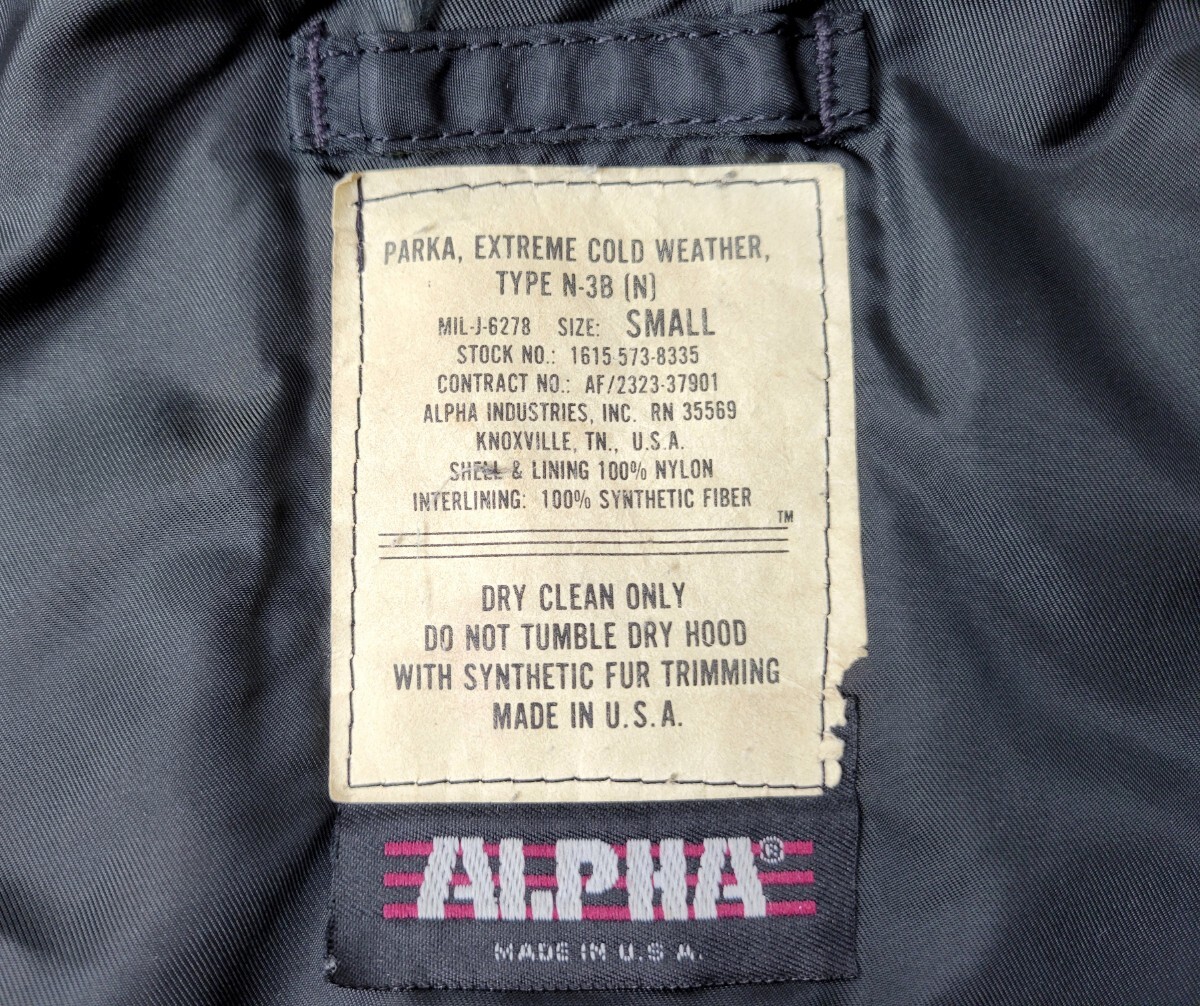 PARKA, EXTREME COLD WEATHER,
TYPE N-3B (N)
MIL-J-6278 SIZE: SMALL
STOCK NO.: 1615 573-8335
CONTRACT NO.: AF/2323-37901
ALPHA INDUSTRIES, INC. RN 35569
KNOXVILLE, TN., U.S.A.
SHELL & LINING 100% NYLON
INTERLINING: 100% SYNTHETIC FIBER
TM
DRY CLEAN ONLY
DO NOT TUMBLE DRY HOOD
WITH SYNTHETIC FUR TRIMMING
MADE IN U.S.A.
ALPHA®
MADE IN U.S.A.